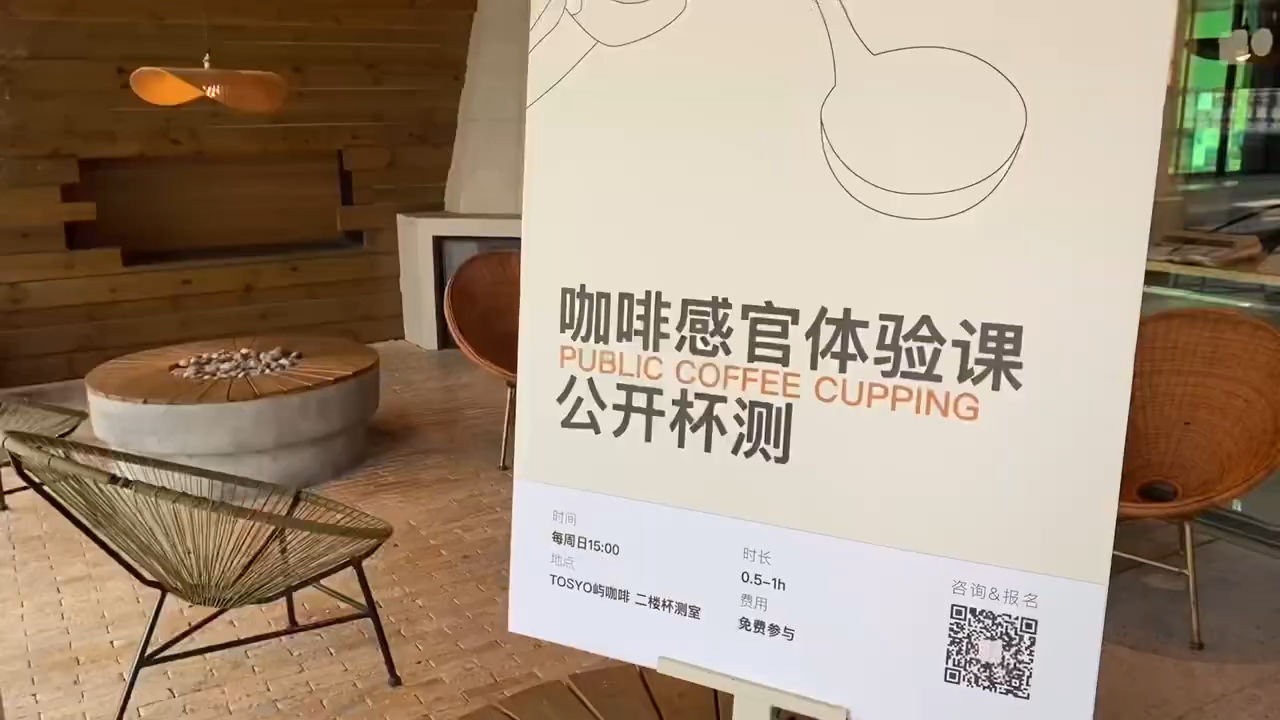 咖啡感官体验课
PUBLIC COFFEE CUPPING
公开杯测
时间
每周日15:00
地点
TOSYO屿咖啡 二楼杯测室
时长
0.5-1h
费用
免费参与
咨询&报名